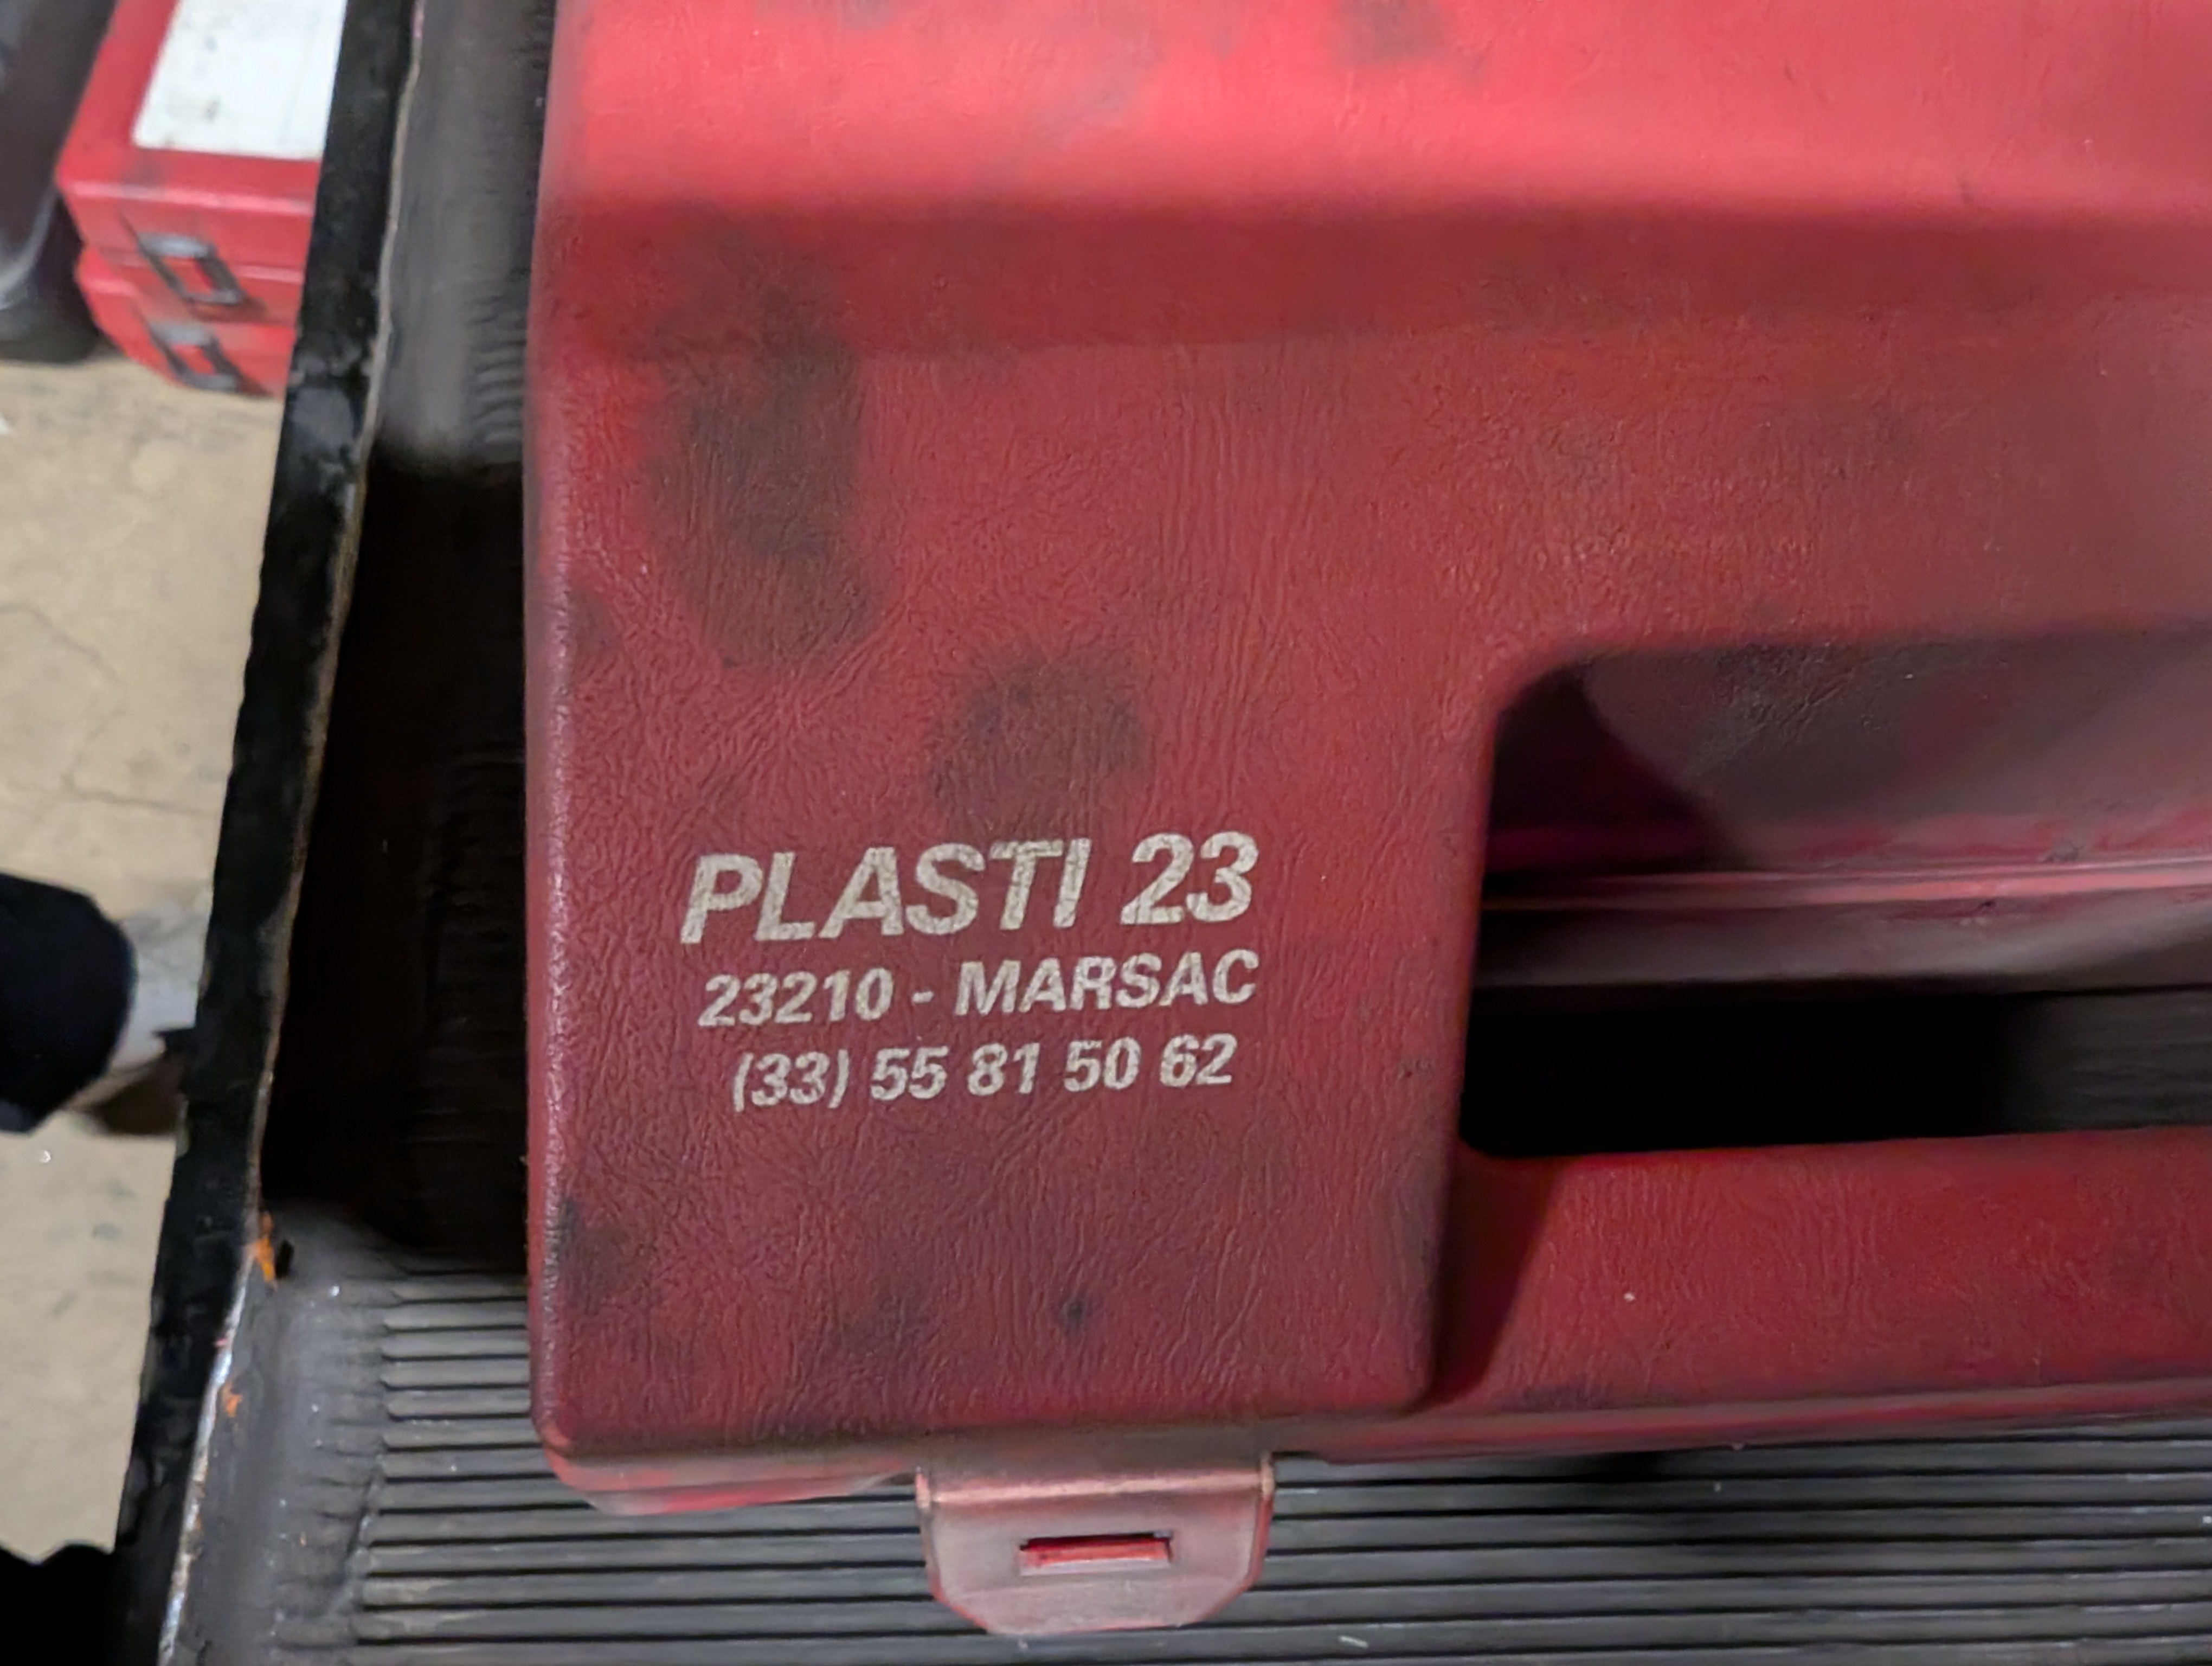 PLASTI 23
23210 - MARSAC
(33) 55 81 50 62